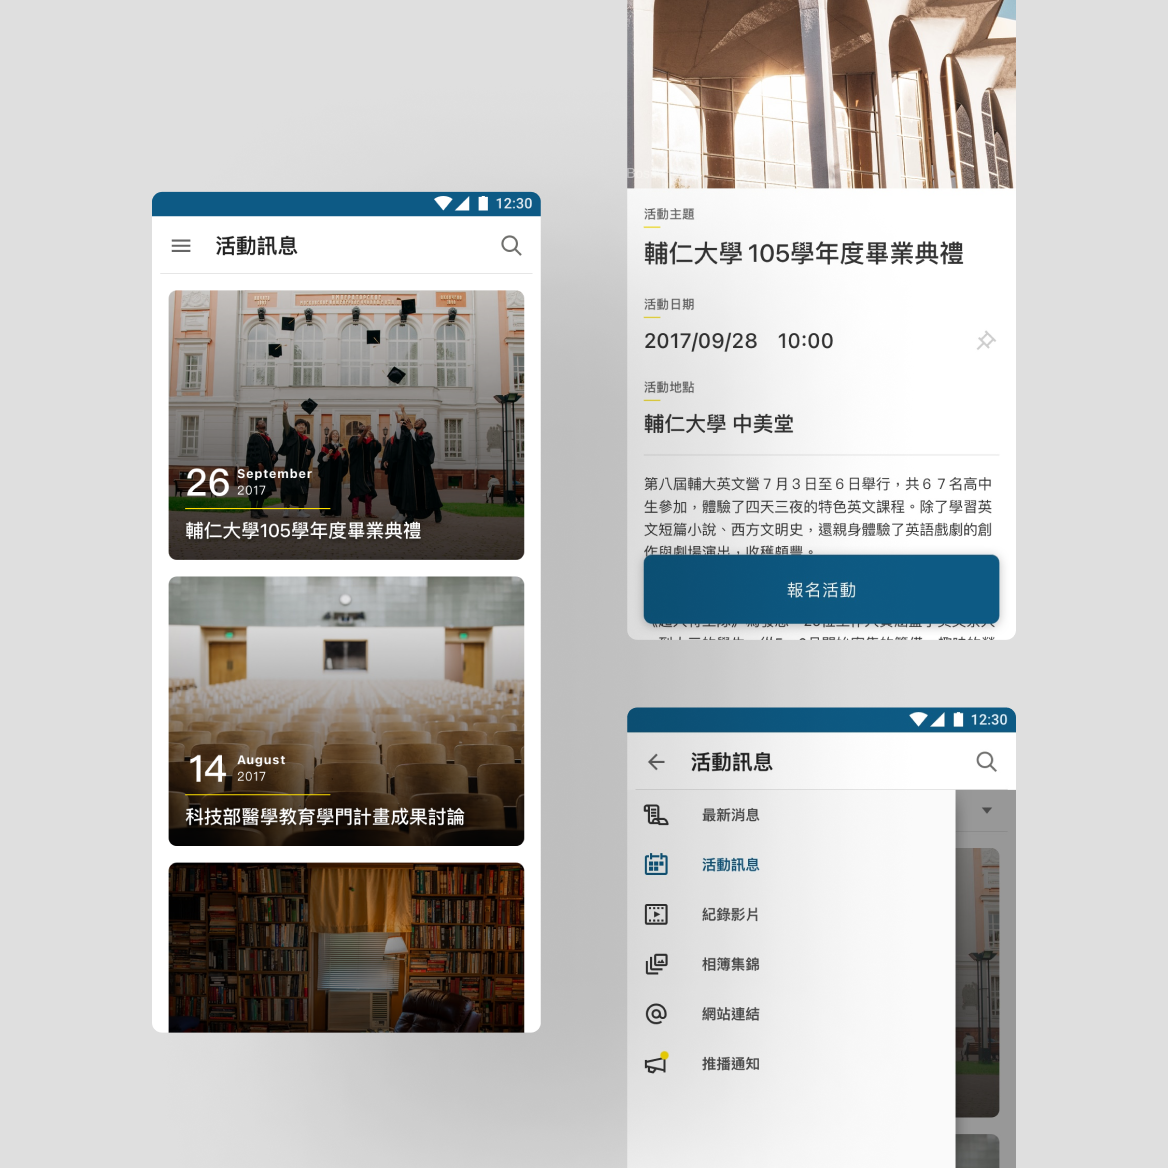 12:30
活動訊息
26 September
2017
輔仁大學105學年度畢業典禮
14 August
2017
科技部醫學教育學門計畫成果討論
活動主題
輔仁大學 105學年度畢業典禮
活動日期
2017/09/28 10:00
活動地點
輔仁大學 中美堂
第八屆輔大英文營７月３日至６日舉行，共６７名高中
生參加，體驗了四天三夜的特色英文課程。除了學習英
文短篇小說、西方文明史，還親身體驗了英語戲劇的創
作與劇場演出，收穫頗豐。
報名活動
12:30
活動訊息
最新消息
活動訊息
紀錄影片
相簿集錦
網站連結
推播通知